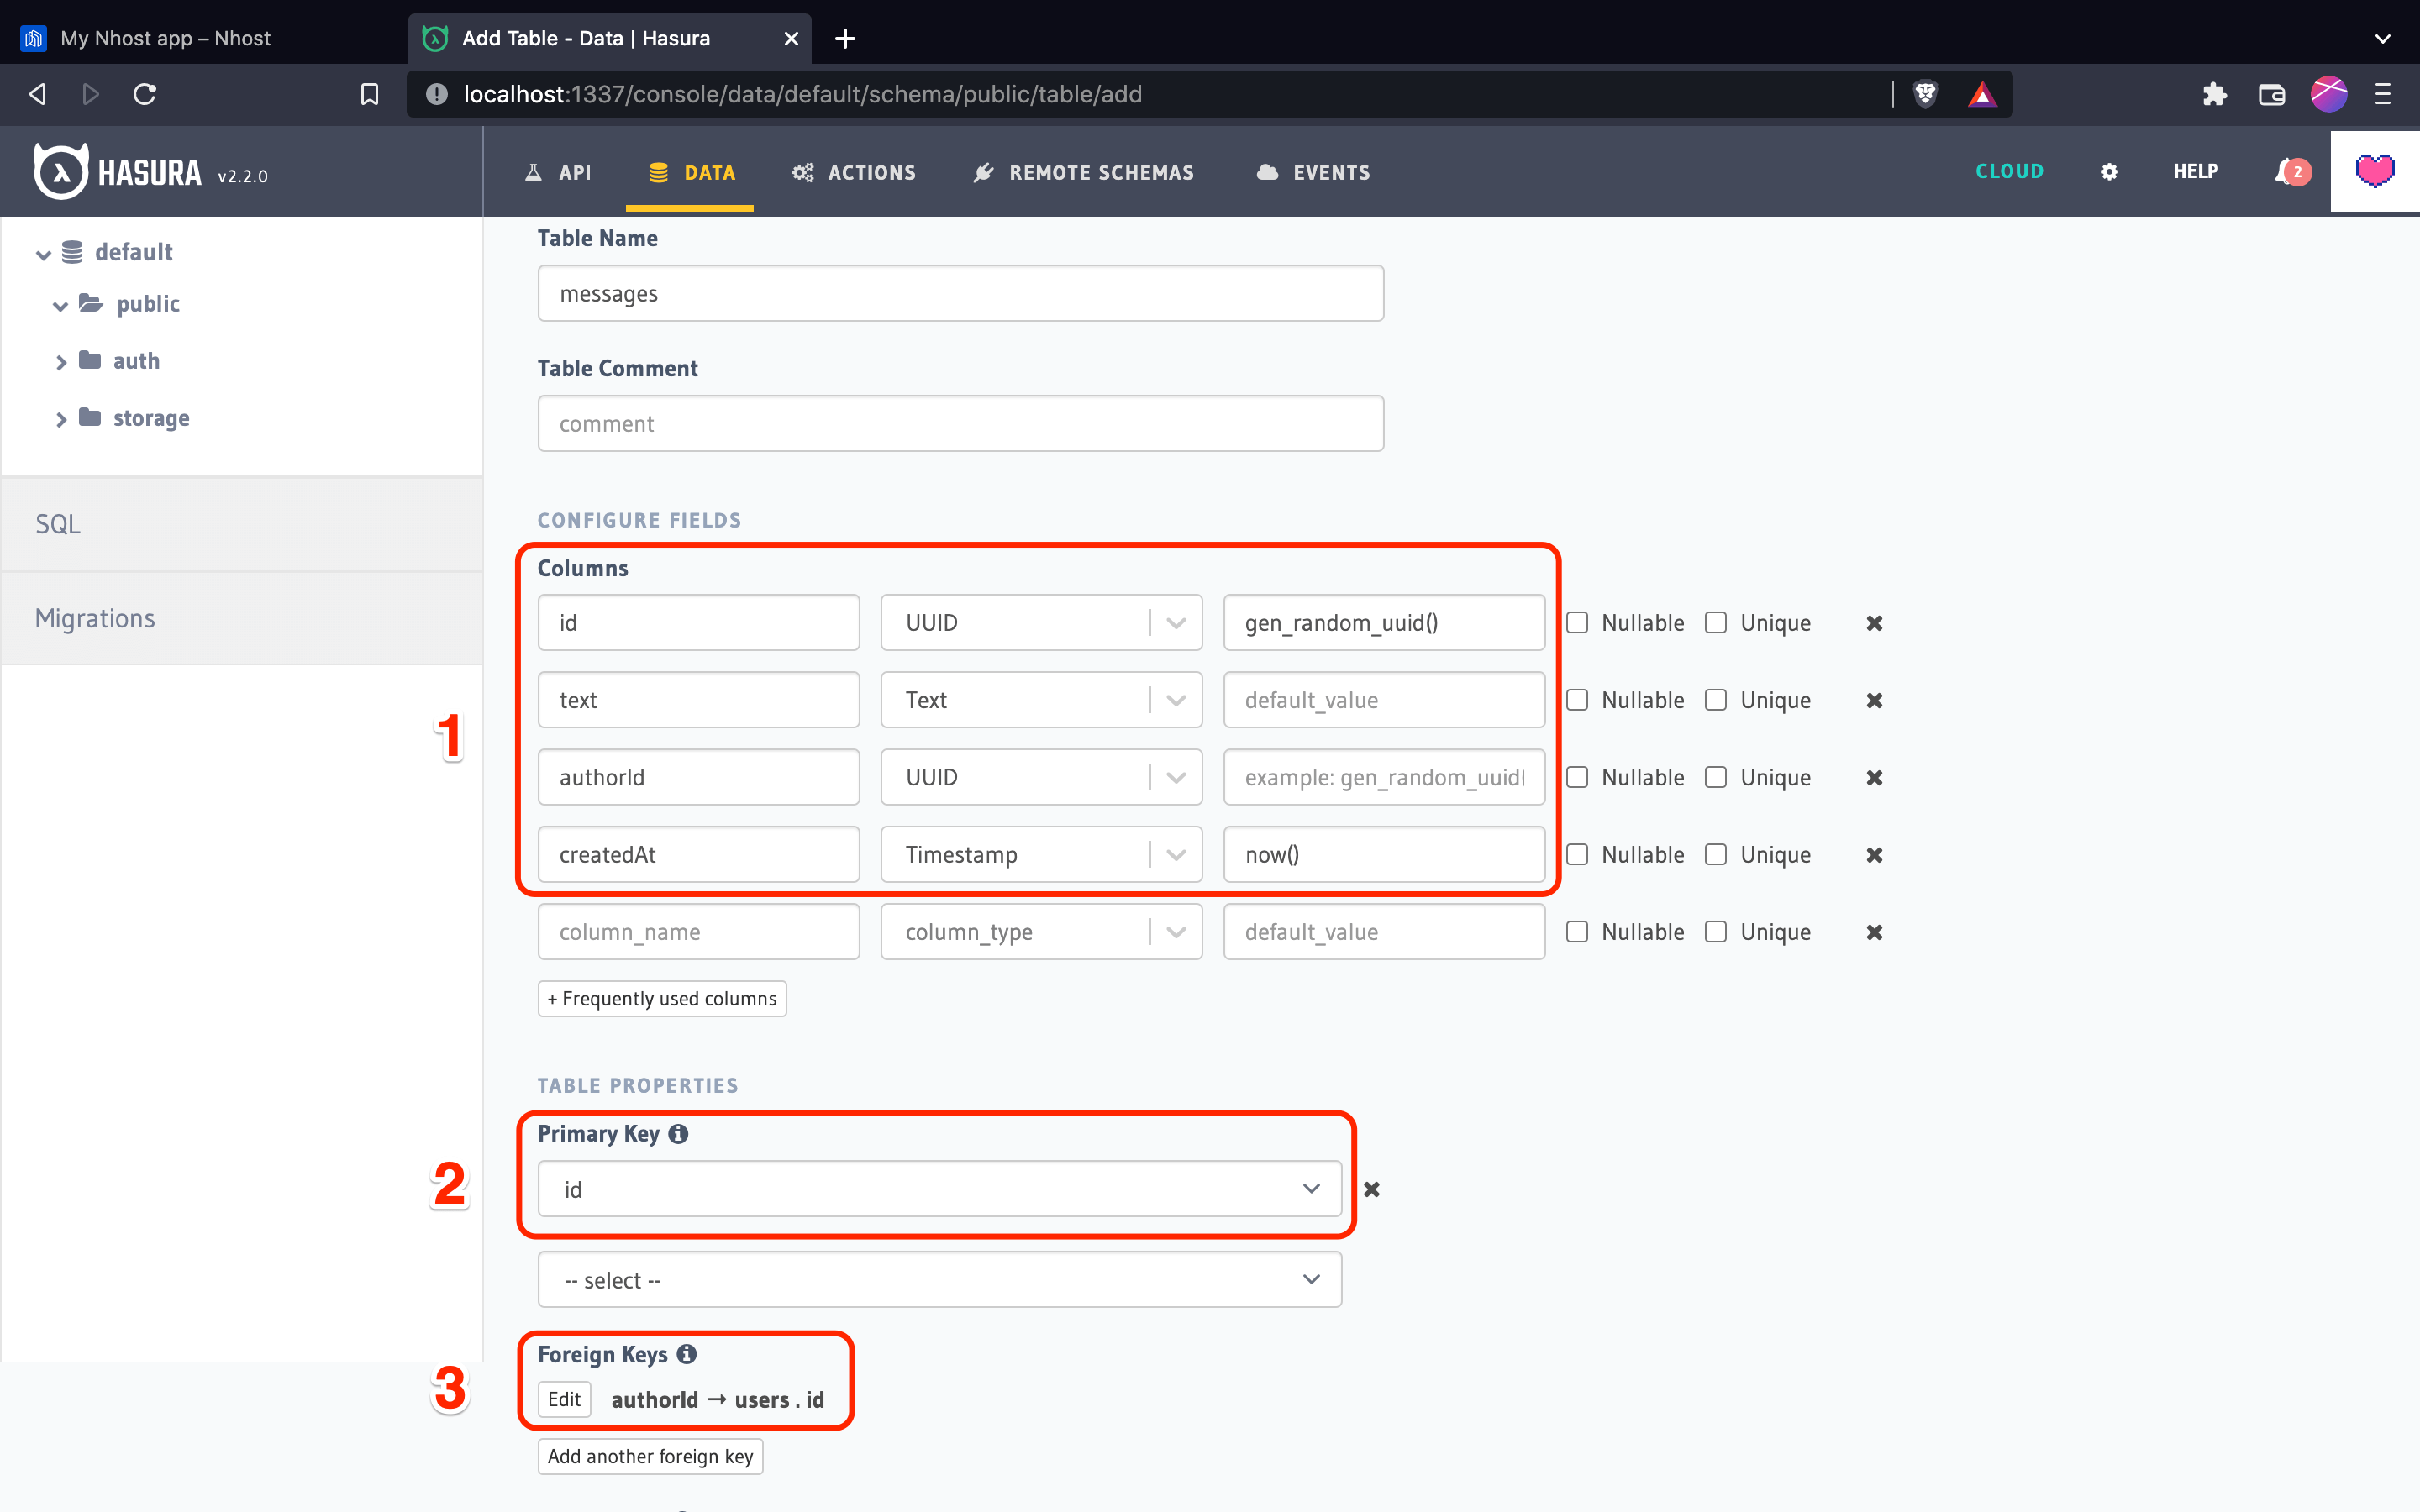 My Nhost app – Nhost
Add Table - Data | Hasura
localhost:1337/console/data/default/schema/public/table/add
HASURA v2.2.0
API
DATA
ACTIONS
REMOTE SCHEMAS
EVENTS
CLOUD
HELP
2
default
public
auth
storage
SQL
Migrations
Table Name
messages
Table Comment
comment
CONFIGURE FIELDS
1
Columns
id UUID gen_random_uuid() Nullable Unique
text Text default_value Nullable Unique
authorId UUID example: gen_random_uuid( Nullable Unique
createdAt Timestamp now() Nullable Unique
column_name column_type default_value Nullable Unique
+ Frequently used columns
TABLE PROPERTIES
2
Primary Key
id
-- select --
3
Foreign Keys
Edit authorId → users . id
Add another foreign key